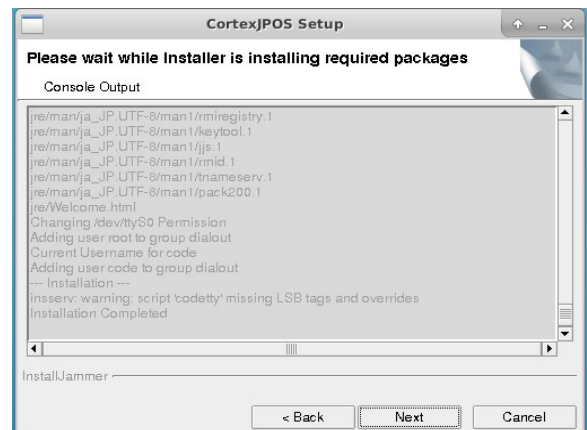 CortexJPOS Setup
Please wait while Installer is installing required packages
Console Output
jre/man/ja_JP.UTF-8/man1/rmiregistry.1
jre/man/ja_JP.UTF-8/man1/keytool.1
jre/man/ja_JP.UTF-8/man1/jjs.1
jre/man/ja_JP.UTF-8/man1/rmid.1
jre/man/ja_JP.UTF-8/man1/tnameserv.1
jre/man/ja_JP.UTF-8/man1/pack200.1
jre/Welcome.html
Changing /dev/ttyS0 Permission
Adding user root to group dialout
Current Username for code
Adding user code to group dialout
--- Installation ---
insserv: warning: script 'codetty' missing LSB tags and overrides
Installation Completed
InstallJammer
< Back Next Cancel